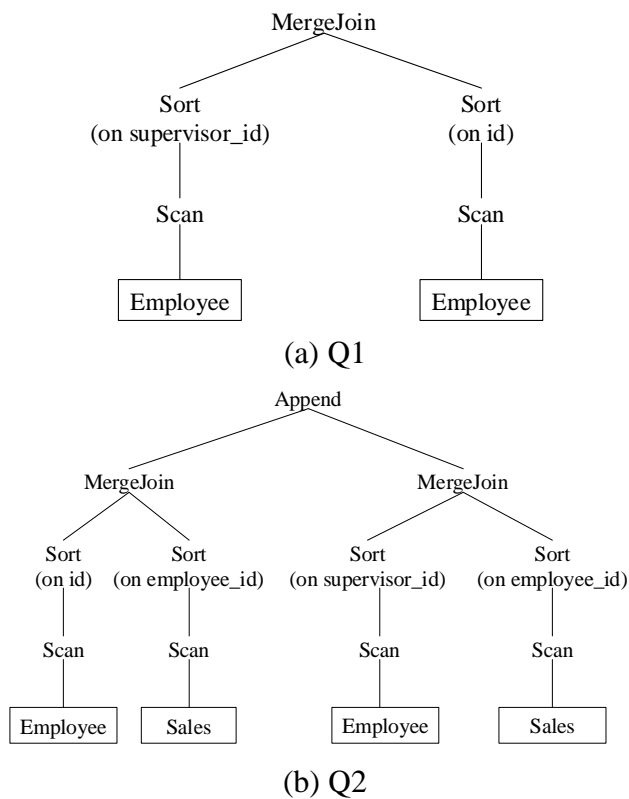 MergeJoin
Sort Sort
(on supervisor_id) (on id)
Scan Scan
Employee Employee
(a) Q1
Append
MergeJoin MergeJoin
Sort Sort Sort Sort
(on id) (on employee_id) (on supervisor_id) (on employee_id)
Scan Scan Scan Scan
Employee Sales Employee Sales
(b) Q2